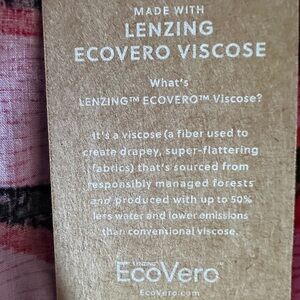 MADE WITH
LENZING
ECOVERO VISCOSE
What's
LENZING™ ECOVERO™ Viscose?
It's a viscose (a fiber used to
create drapey, super-flattering
fabrics) that's sourced from
responsibly managed forests
and produced with up to 50%
less water and lower emissions
than conventional viscose.
LENZING™
EcoVero™
EcoVero.com